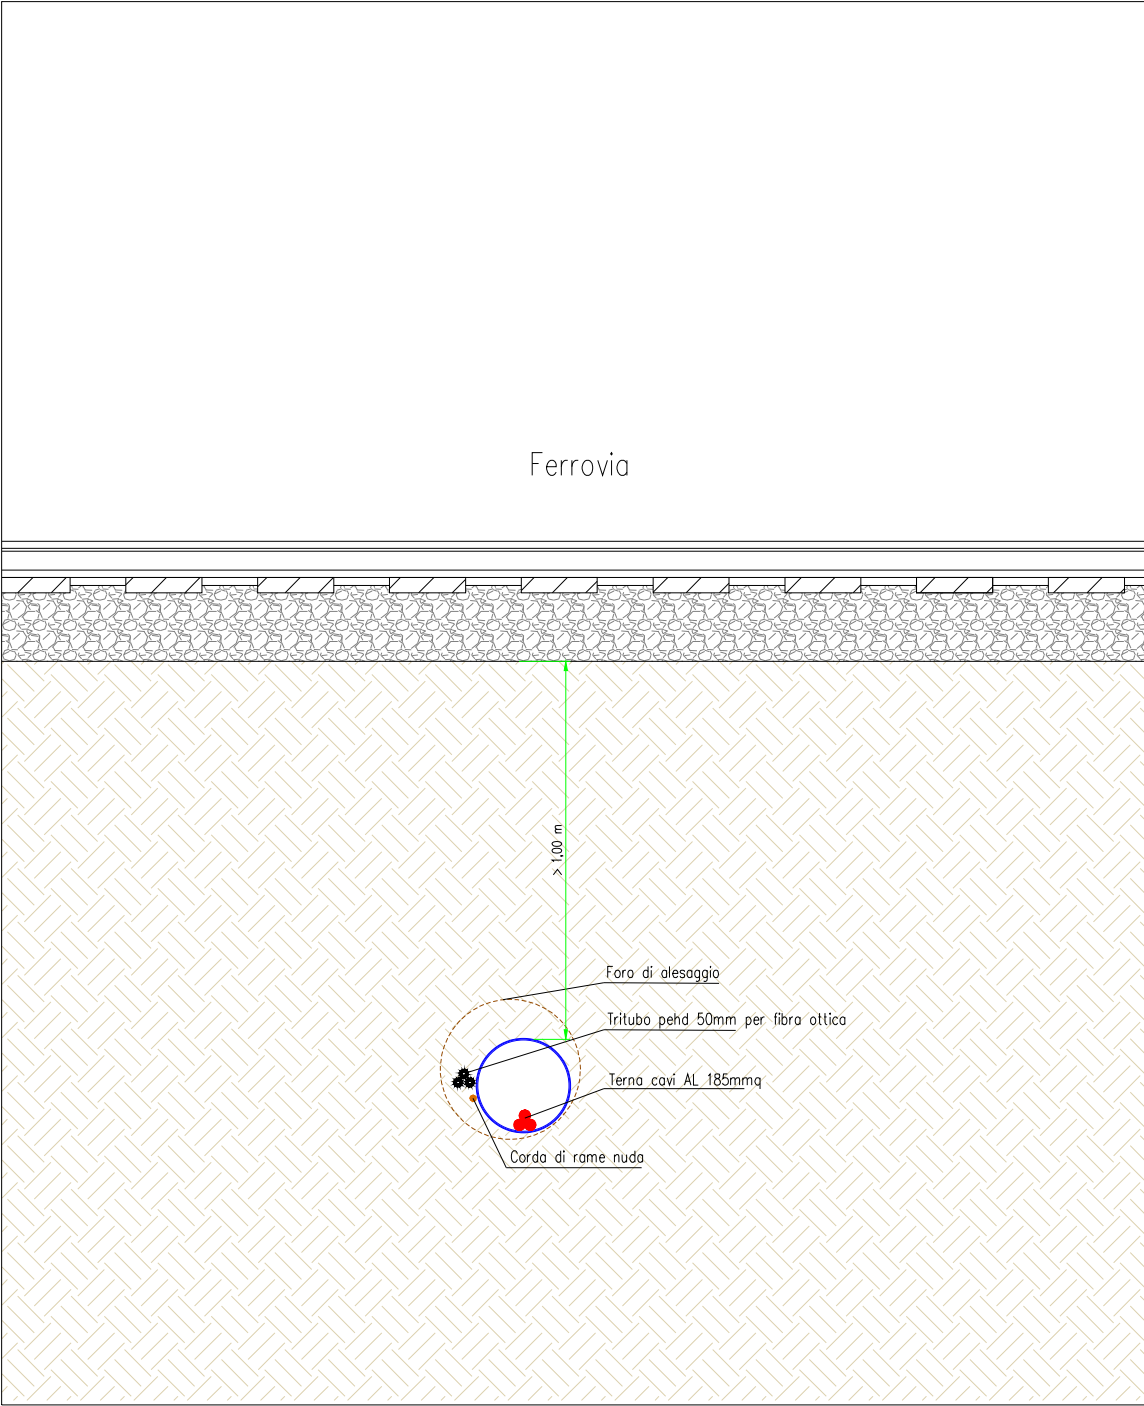 Ferrovia
> 1,00 m
Foro di alesaggio
Tritubo pehd 50mm per fibra ottica
Terna cavi AL 185mmq
Corda di rame nuda